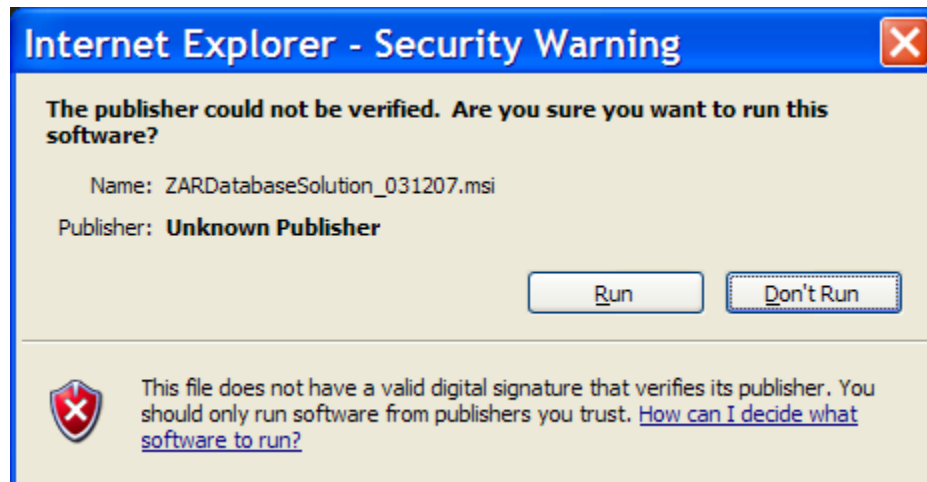 Internet Explorer - Security Warning
The publisher could not be verified.  Are you sure you want to run this
software?
Name: ZARDatabaseSolution_031207.msi
Publisher: Unknown Publisher
Run
Don't Run
This file does not have a valid digital signature that verifies its publisher. You
should only run software from publishers you trust. How can I decide what
software to run?